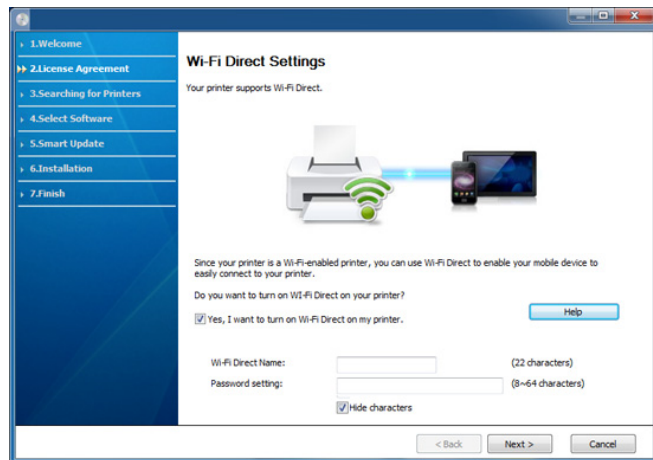 1.Welcome
2.License Agreement
3.Searching for Printers
4.Select Software
5.Smart Update
6.Installation
7.Finish
Wi-Fi Direct Settings
Your printer supports Wi-Fi Direct.
Since your printer is a Wi-Fi-enabled printer, you can use Wi-Fi Direct to enable your mobile device to
easily connect to your printer.
Do you want to turn on WI-Fi Direct on your printer?
Yes, I want to turn on Wi-Fi Direct on my printer.
Help
Wi-Fi Direct Name: (22 characters)
Password setting: (8~64 characters)
Hide characters
< Back Next > Cancel